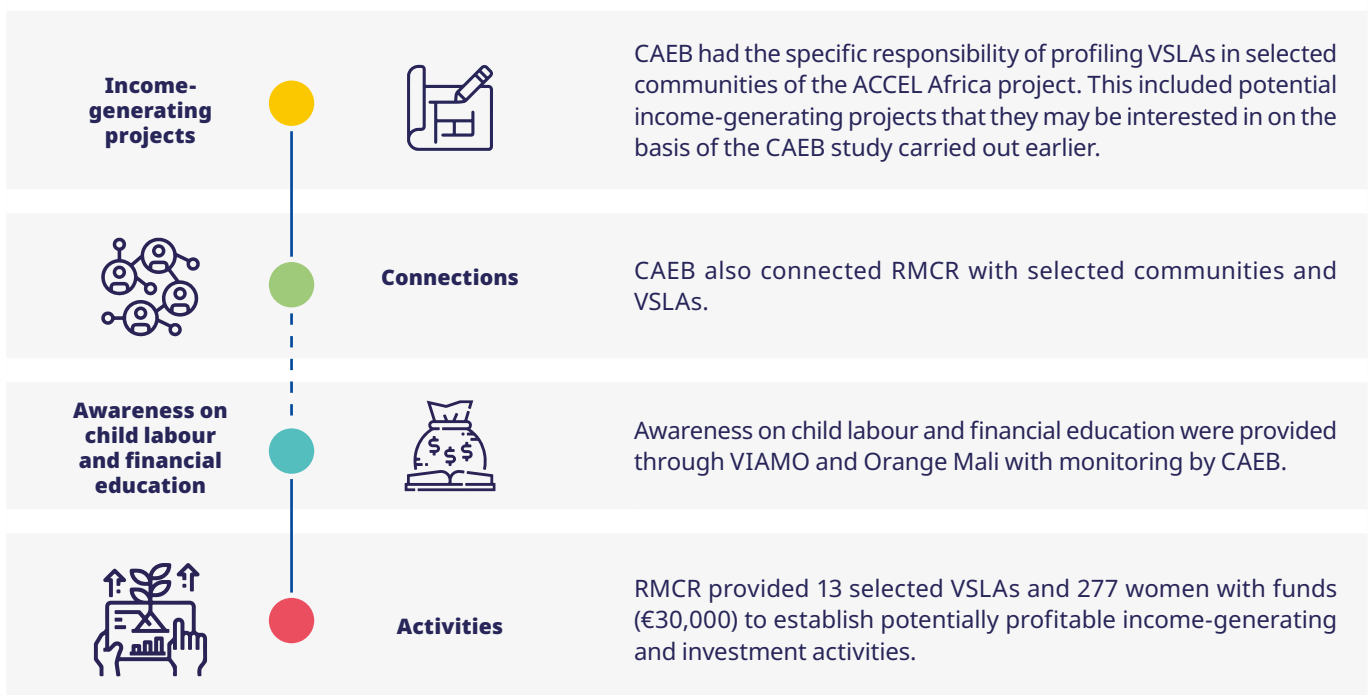 Income-
generating
projects
CAEB had the specific responsibility of profiling VSLAs in selected
communities of the ACCEL Africa project. This included potential
income-generating projects that they may be interested in on the
basis of the CAEB study carried out earlier.
Connections
CAEB also connected RMCR with selected communities and
VSLAs.
Awareness on
child labour
and financial
education
$ $ $
Awareness on child labour and financial education were provided
through VIAMO and Orange Mali with monitoring by CAEB.
Activities
RMCR provided 13 selected VSLAs and 277 women with funds
(€30,000) to establish potentially profitable income-generating
and investment activities.